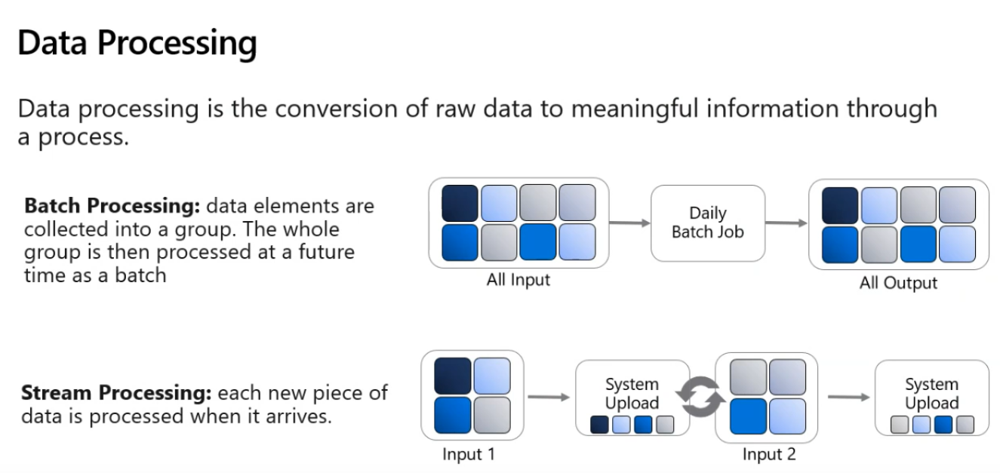 Data Processing
Data processing is the conversion of raw data to meaningful information through
a process.
Batch Processing: data elements are
collected into a group. The whole
group is then processed at a future
time as a batch
All Input
Daily
Batch Job
All Output
Stream Processing: each new piece of
data is processed when it arrives.
Input 1
System
Upload
Input 2
System
Upload